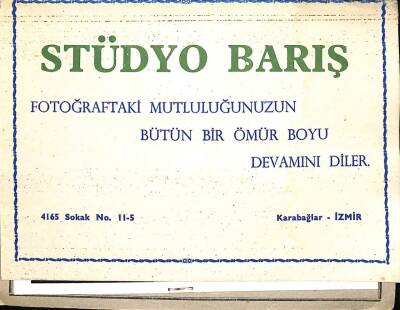 STÜDYO BARIŞ
FOTOĞRAFTAKİ MUTLULUĞUNUZUN
BÜTÜN BİR ÖMÜR BOYU
DEVAMINI DİLER.
4165 Sokak No. 11-5 Karabağlar - İZMİR